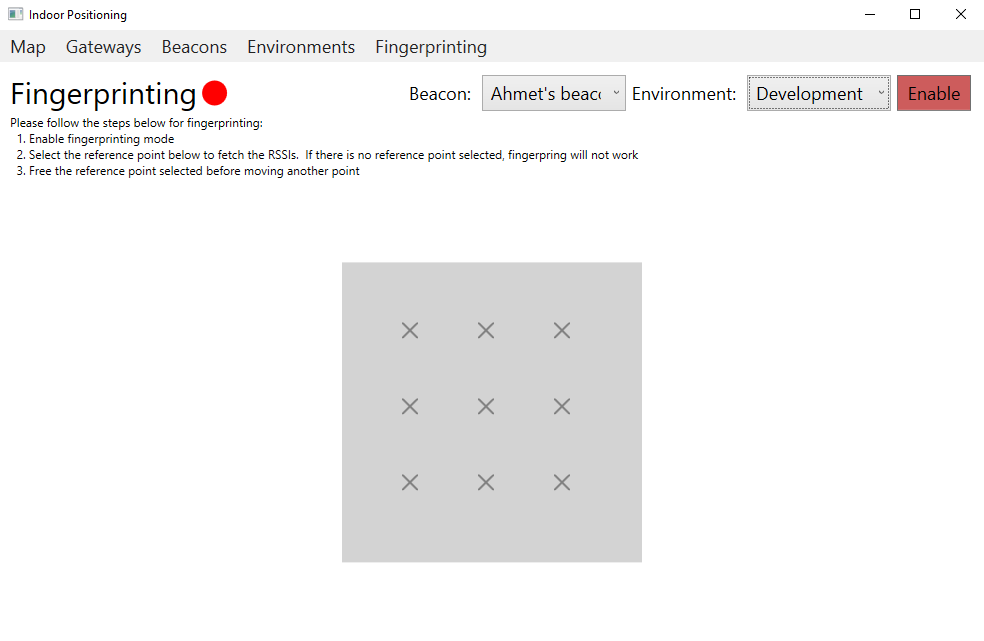 Indoor Positioning
Map Gateways Beacons Environments Fingerprinting
Fingerprinting Beacon: Ahmet's beac Environment: Development Enable
Please follow the steps below for fingerprinting:
1. Enable fingerprinting mode
2. Select the reference point below to fetch the RSSIs.  If there is no reference point selected, fingerpring will not work
3. Free the reference point selected before moving another point